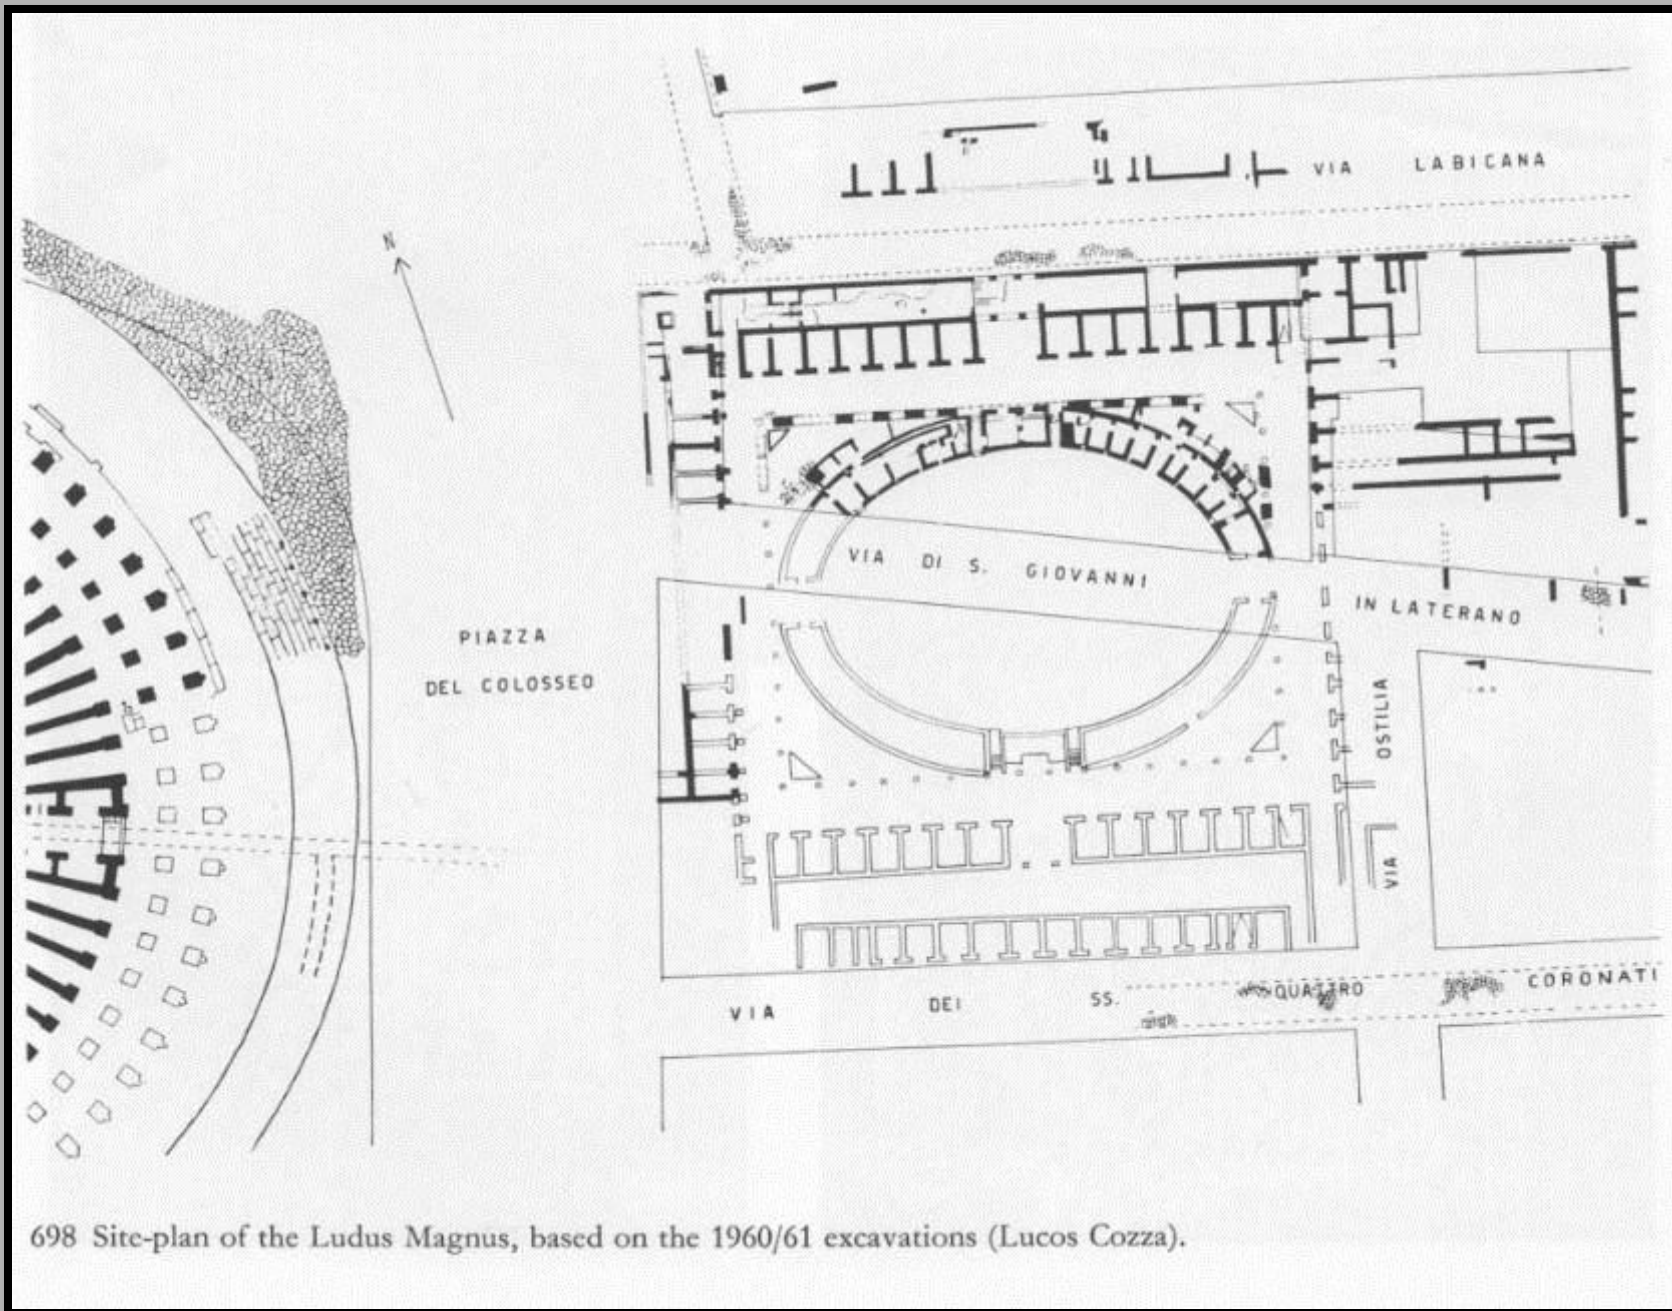 N
VIA LABICANA
VIA DI S. GIOVANNI
IN LATERANO
PIAZZA
DEL COLOSSEO
VIA OSTILIA
VIA DEI SS. QUATTRO CORONATI
698 Site-plan of the Ludus Magnus, based on the 1960/61 excavations (Lucos Cozza).